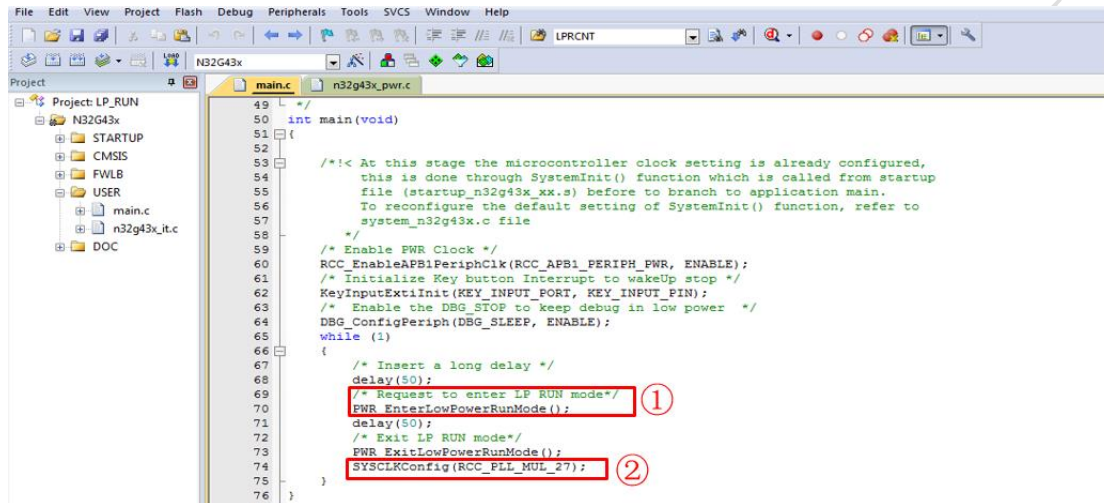 File Edit View Project Flash Debug Peripherals Tools SVCS Window Help
LPRCNT
LOAD
N32G43x
Project
main.c n32g43x_pwr.c
Project: LP_RUN
N32G43x
STARTUP
CMSIS
FWLB
USER
main.c
n32g43x_it.c
DOC
49 */
50 int main(void)
51 {
52
53 /*!< At this stage the microcontroller clock setting is already configured,
54 this is done through SystemInit() function which is called from startup
55 file (startup_n32g43x_xx.s) before to branch to application main.
56 To reconfigure the default setting of SystemInit() function, refer to
57 system_n32g43x.c file
58 */
59 /* Enable PWR Clock */
60 RCC_EnableAPB1PeriphClk(RCC_APB1_PERIPH_PWR, ENABLE);
61 /* Initialize Key button Interrupt to wakeUp stop */
62 KeyInputExtiInit(KEY_INPUT_PORT, KEY_INPUT_PIN);
63 /* Enable the DBG_STOP to keep debug in low power */
64 DBG_ConfigPeriph(DBG_SLEEP, ENABLE);
65 while (1)
66 {
67 /* Insert a long delay */
68 delay(50);
69 /* Request to enter LP RUN mode*/
70 PWR_EnterLowPowerRunMode();
①
71 delay(50);
72 /* Exit LP RUN mode*/
73 PWR_ExitLowPowerRunMode();
74 SYSCLKConfig(RCC_PLL_MUL_27);
②
75 }
76 }